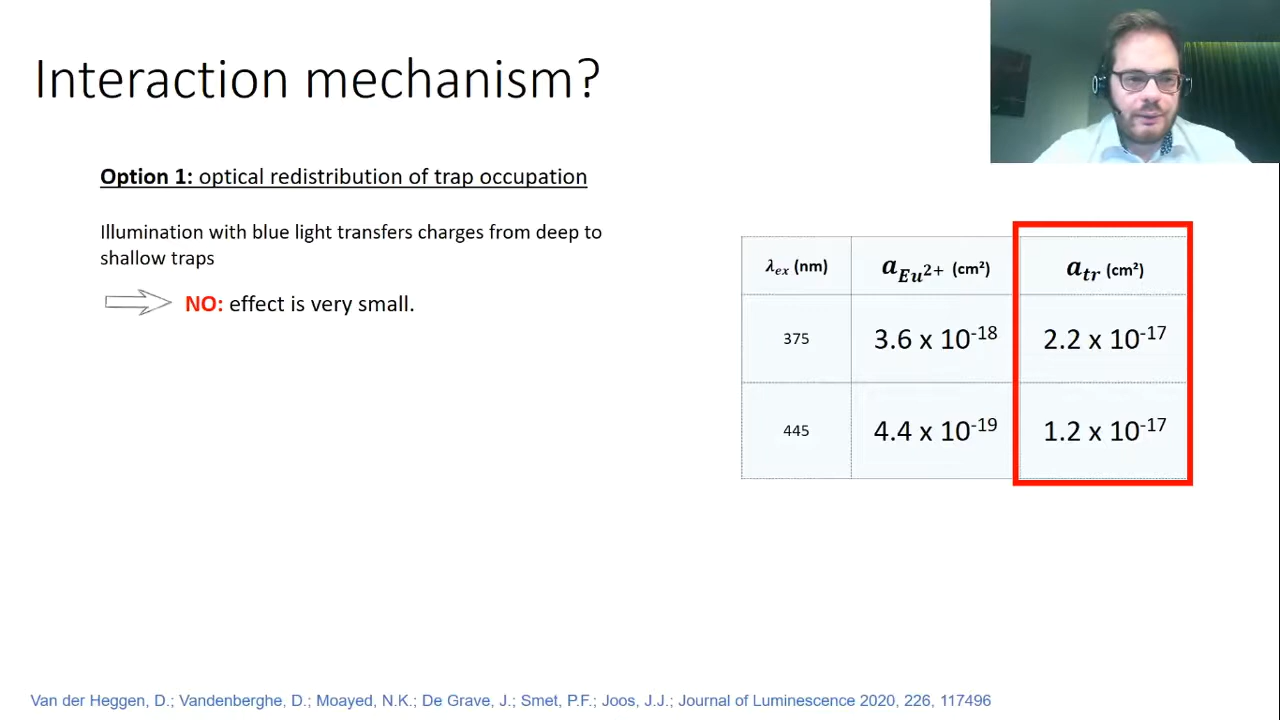 Interaction mechanism?
Option 1: optical redistribution of trap occupation
Illumination with blue light transfers charges from deep to
shallow traps
NO: effect is very small.
λex (nm) aEu²⁺ (cm²) atr (cm²)
375 3.6 x 10⁻¹⁸ 2.2 x 10⁻¹⁷
445 4.4 x 10⁻¹⁹ 1.2 x 10⁻¹⁷
Van der Heggen, D.; Vandenberghe, D.; Moayed, N.K.; De Grave, J.; Smet, P.F.; Joos, J.J.; Journal of Luminescence 2020, 226, 117496